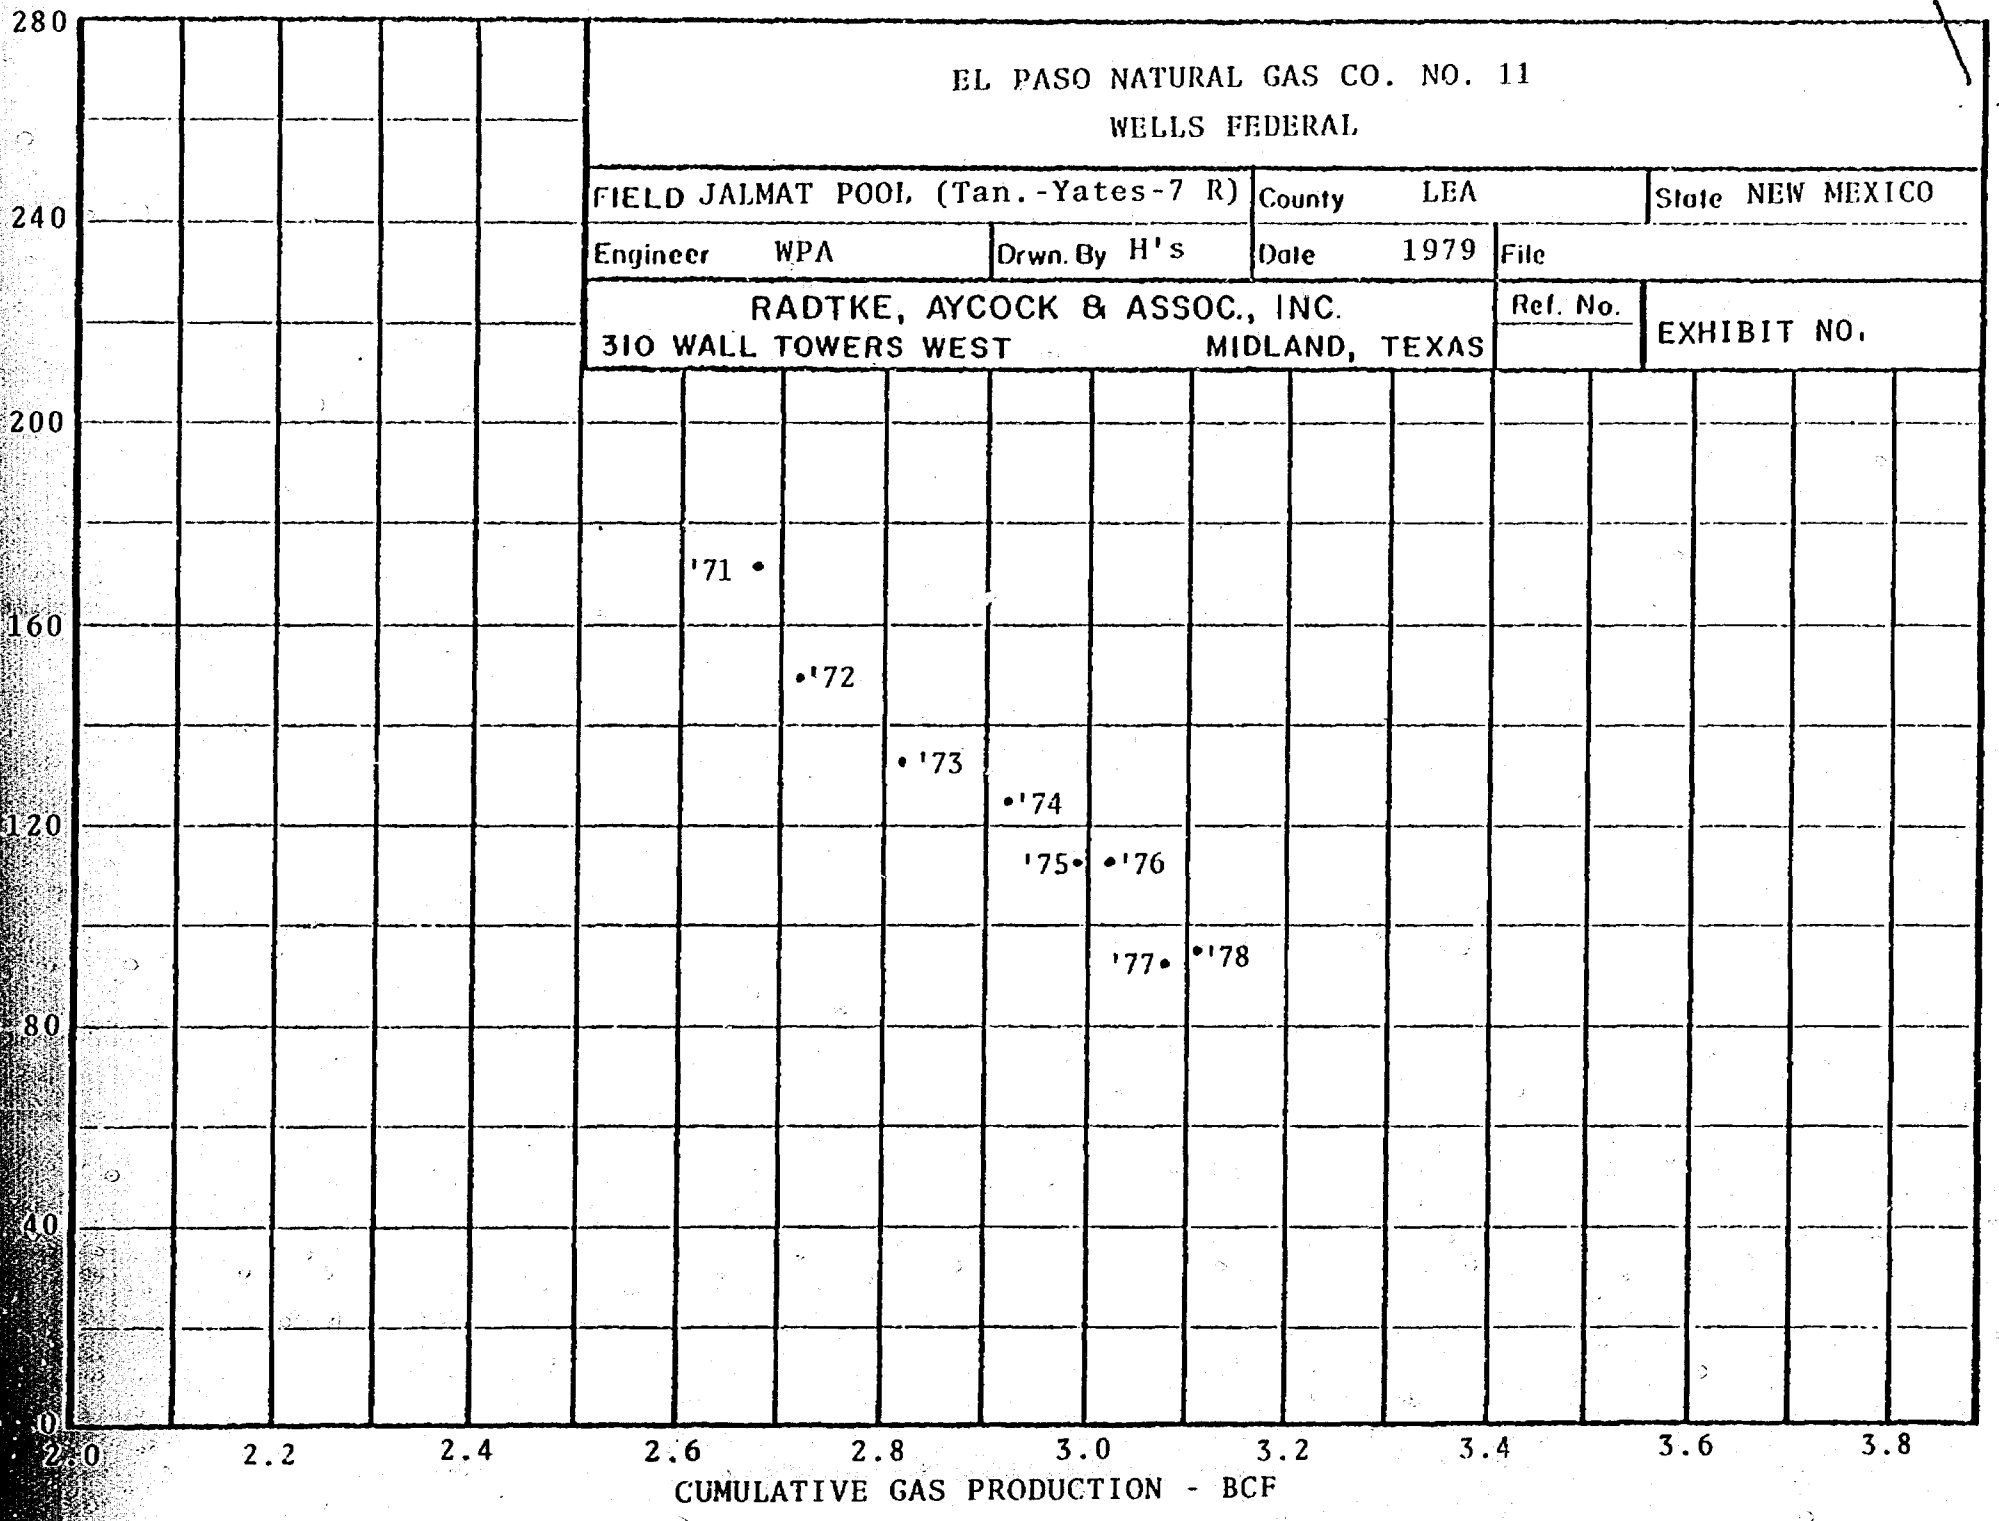 280
EL PASO NATURAL GAS CO. NO. 11
WELLS FEDERAL
FIELD JALMAT POOL (Tan.-Yates-7 R) County LEA State NEW MEXICO
240
Engineer WPA Drwn. By H's Date 1979 File
RADTKE, AYCOCK & ASSOC., INC. Ref. No. EXHIBIT NO.
310 WALL TOWERS WEST MIDLAND, TEXAS
200
'71
160
'72
'73
'74
120
'75 '76
'77 '78
80
40
0
2.0 2.2 2.4 2.6 2.8 3.0 3.2 3.4 3.6 3.8
CUMULATIVE GAS PRODUCTION - BCF